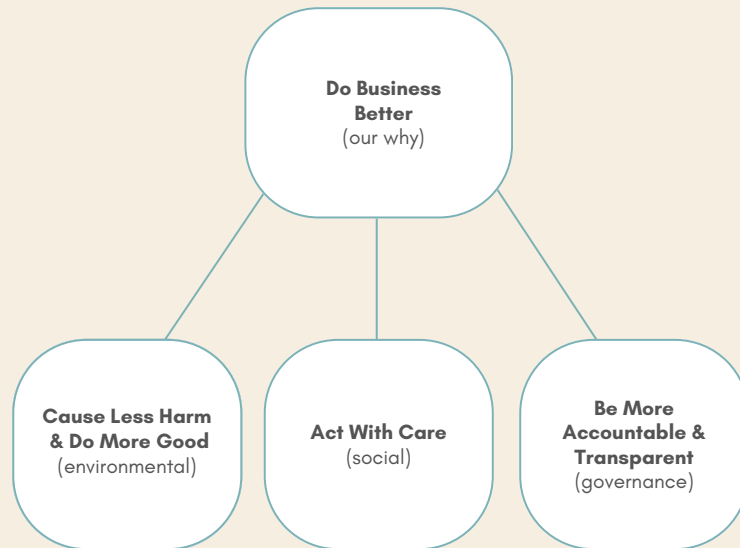 Do Business
Better
(our why)
Cause Less Harm
& Do More Good
(environmental)
Act With Care
(social)
Be More
Accountable &
Transparent
(governance)